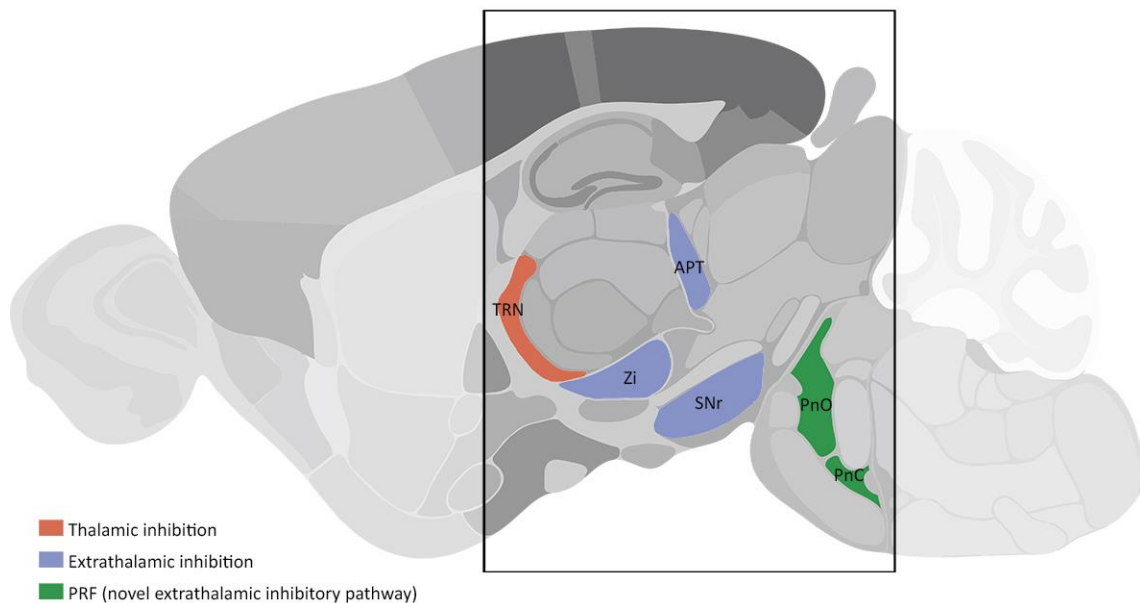 APT
TRN
Zi
SNr
PnO
PnC
Thalamic inhibition
Extrathalamic inhibition
PRF (novel extrathalamic inhibitory pathway)